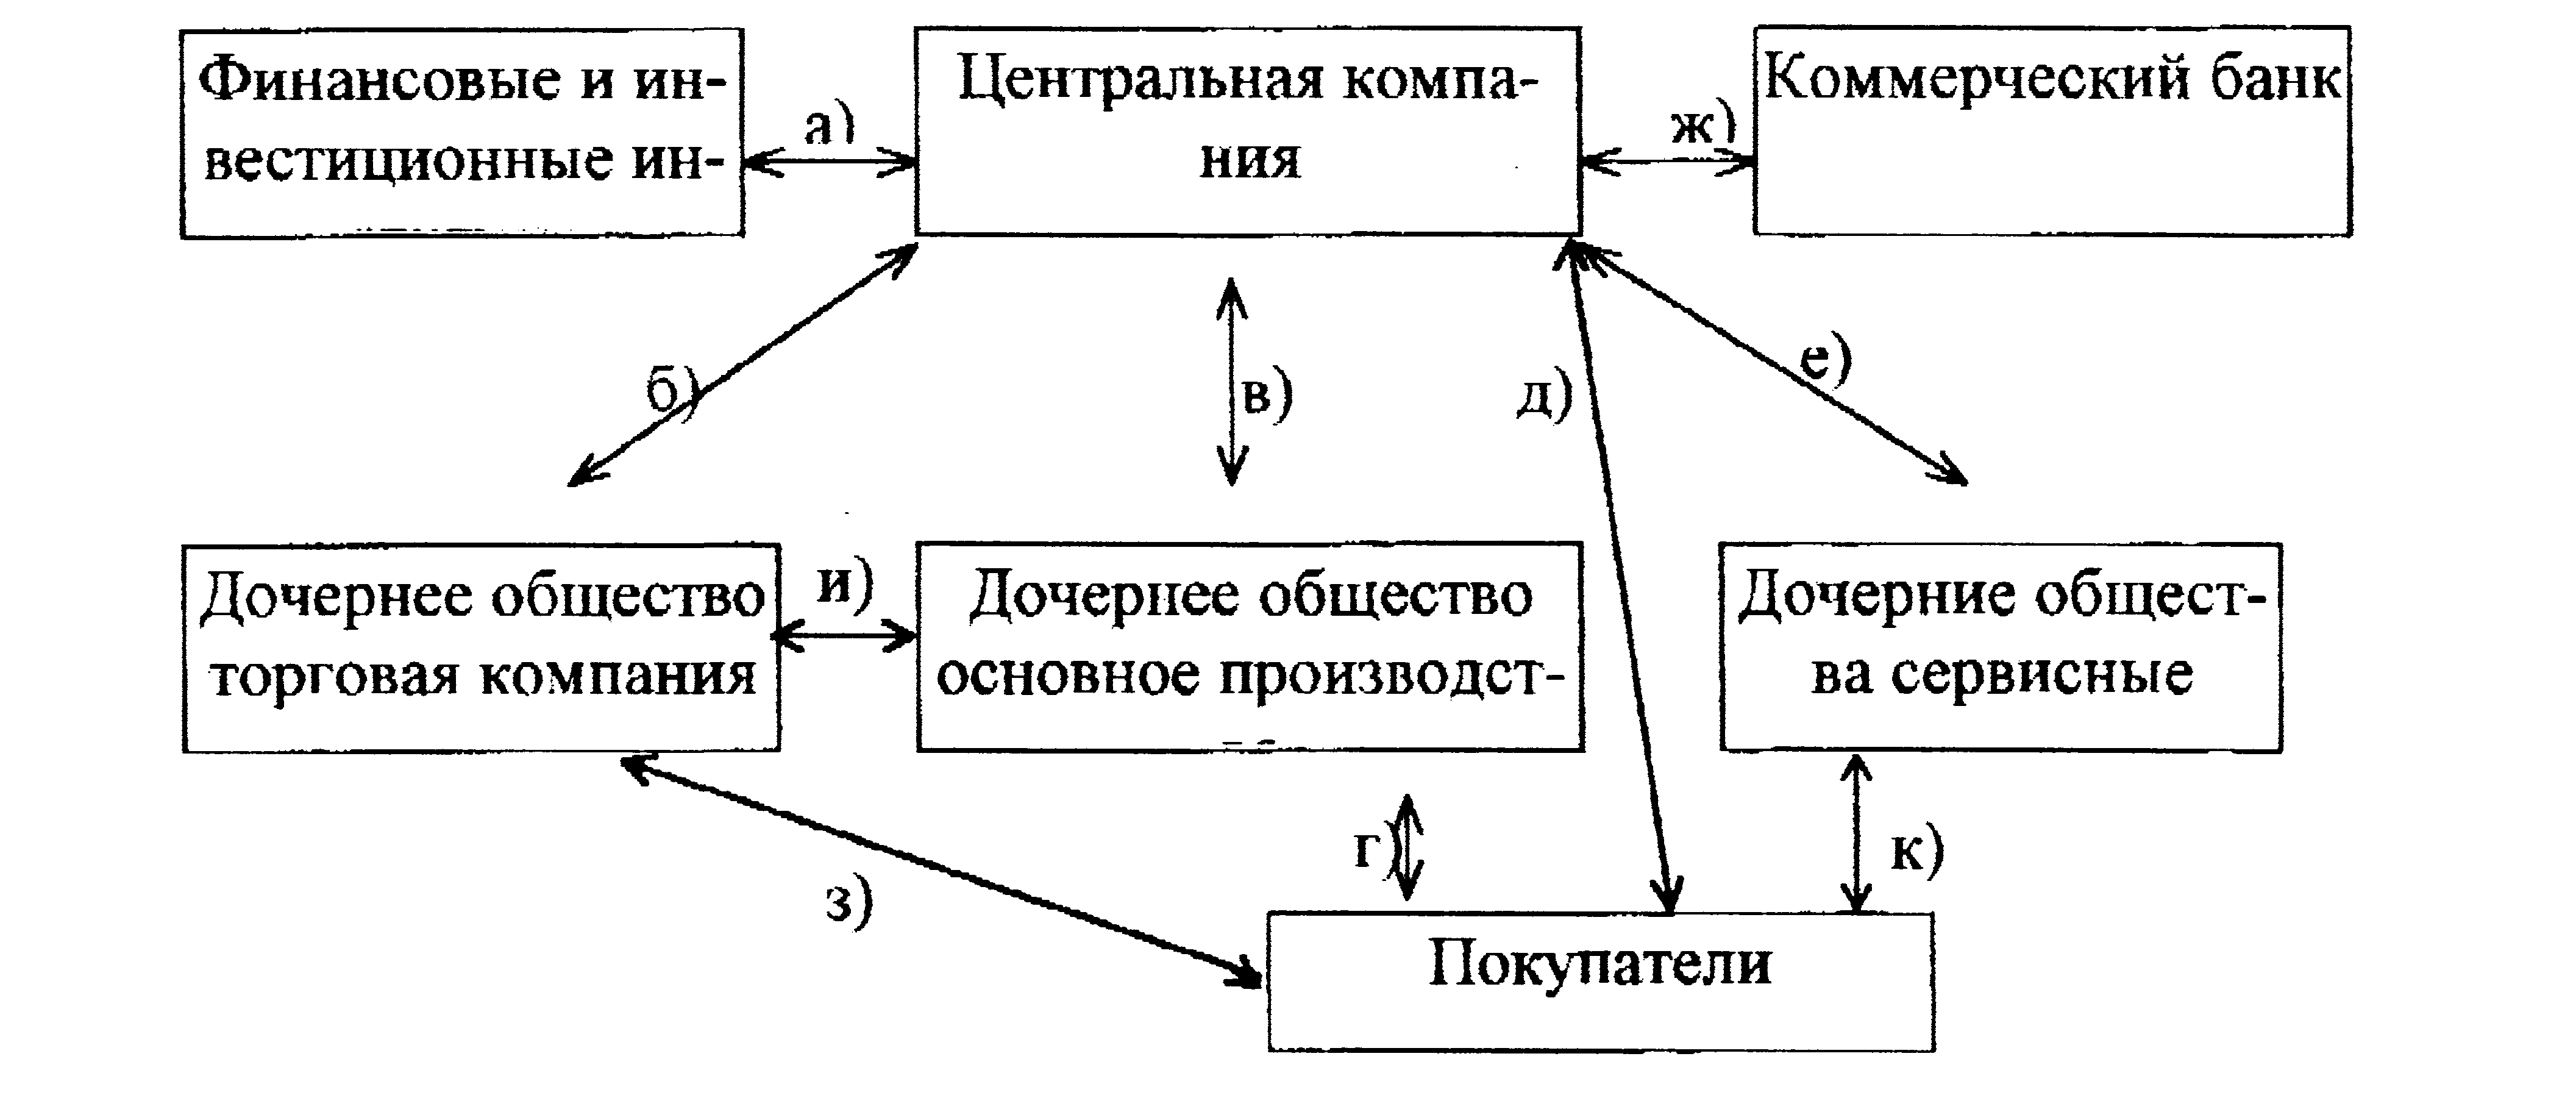 Финансовые и ин-
вестиционные ин-
а)
Центральная компа-
ния
ж)
Коммерческий банк
б)
в)
д)
е)
Дочернее общество
торговая компания
и)
Дочернее общество
основное производст-
Дочерние общест-
ва сервисные
з)
г)
к)
Покупатели